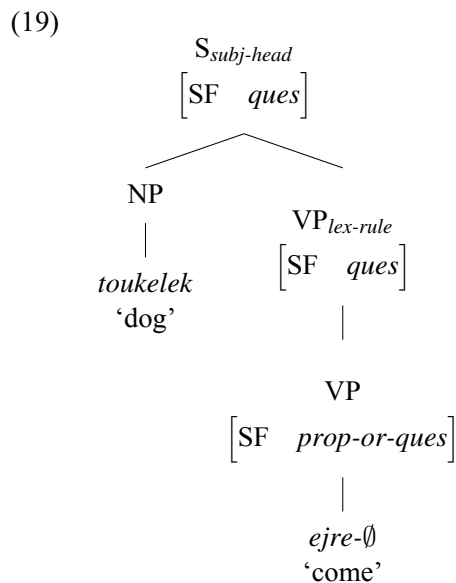 (19)
S subj-head
[SF ques]
NP
VP lex-rule
toukelek
[SF ques]
‘dog’
VP
[SF prop-or-ques]
ejre-∅
‘come’